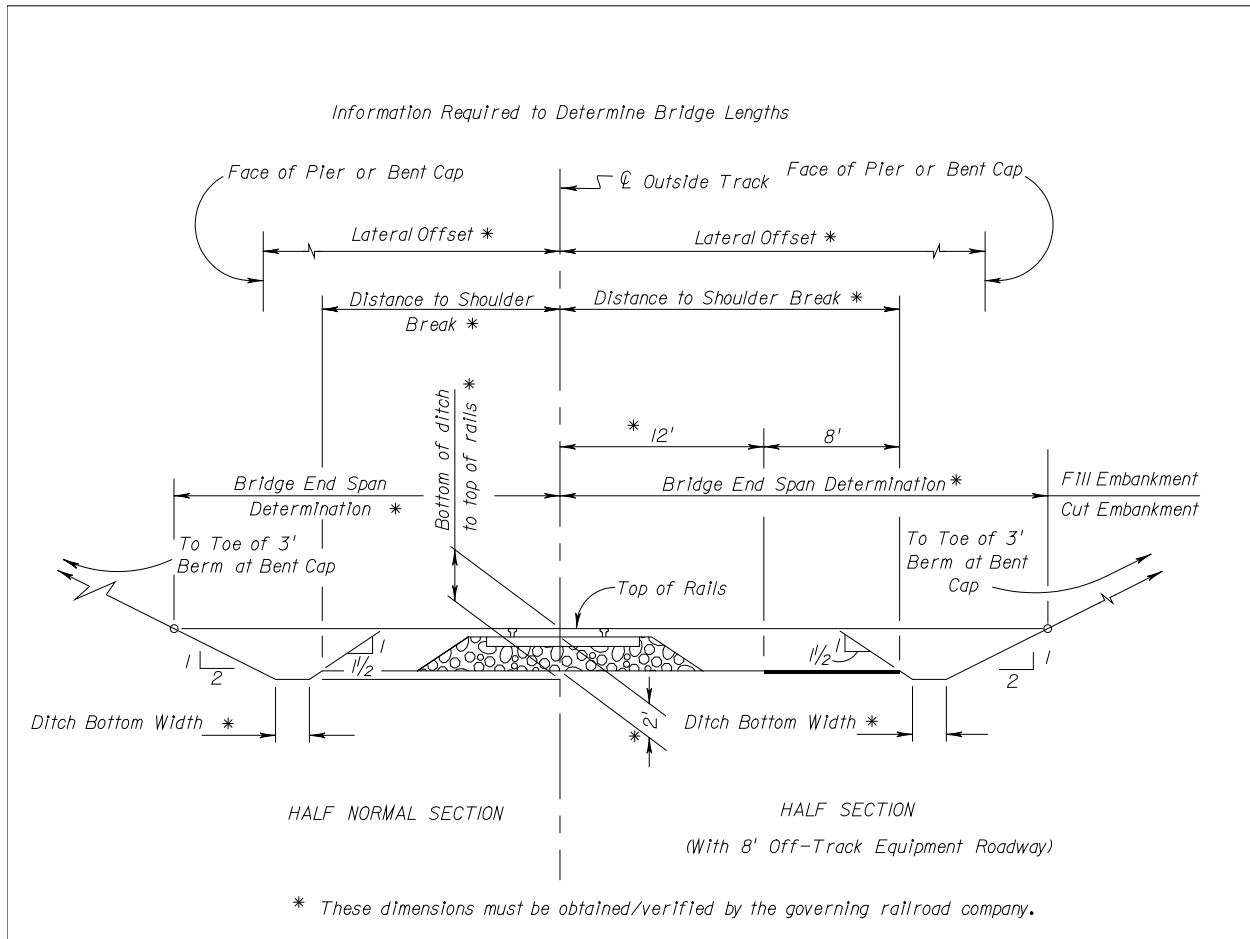 Information Required to Determine Bridge Lengths
Face of Pier or Bent Cap
℄ Outside Track
Face of Pier or Bent Cap
Lateral Offset *
Lateral Offset *
Distance to Shoulder
Break *
Distance to Shoulder Break *
Bottom of ditch
to top of rails *
* 12'
8'
Bridge End Span
Determination *
Bridge End Span Determination *
Fill Embankment
Cut Embankment
To Toe of 3'
Berm at Bent Cap
To Toe of 3'
Berm at Bent
Cap
Top of Rails
1
2
1
1½
1
1½
1
2
Ditch Bottom Width *
* 2'
Ditch Bottom Width *
HALF NORMAL SECTION
HALF SECTION
(With 8' Off-Track Equipment Roadway)
* These dimensions must be obtained/verified by the governing railroad company.